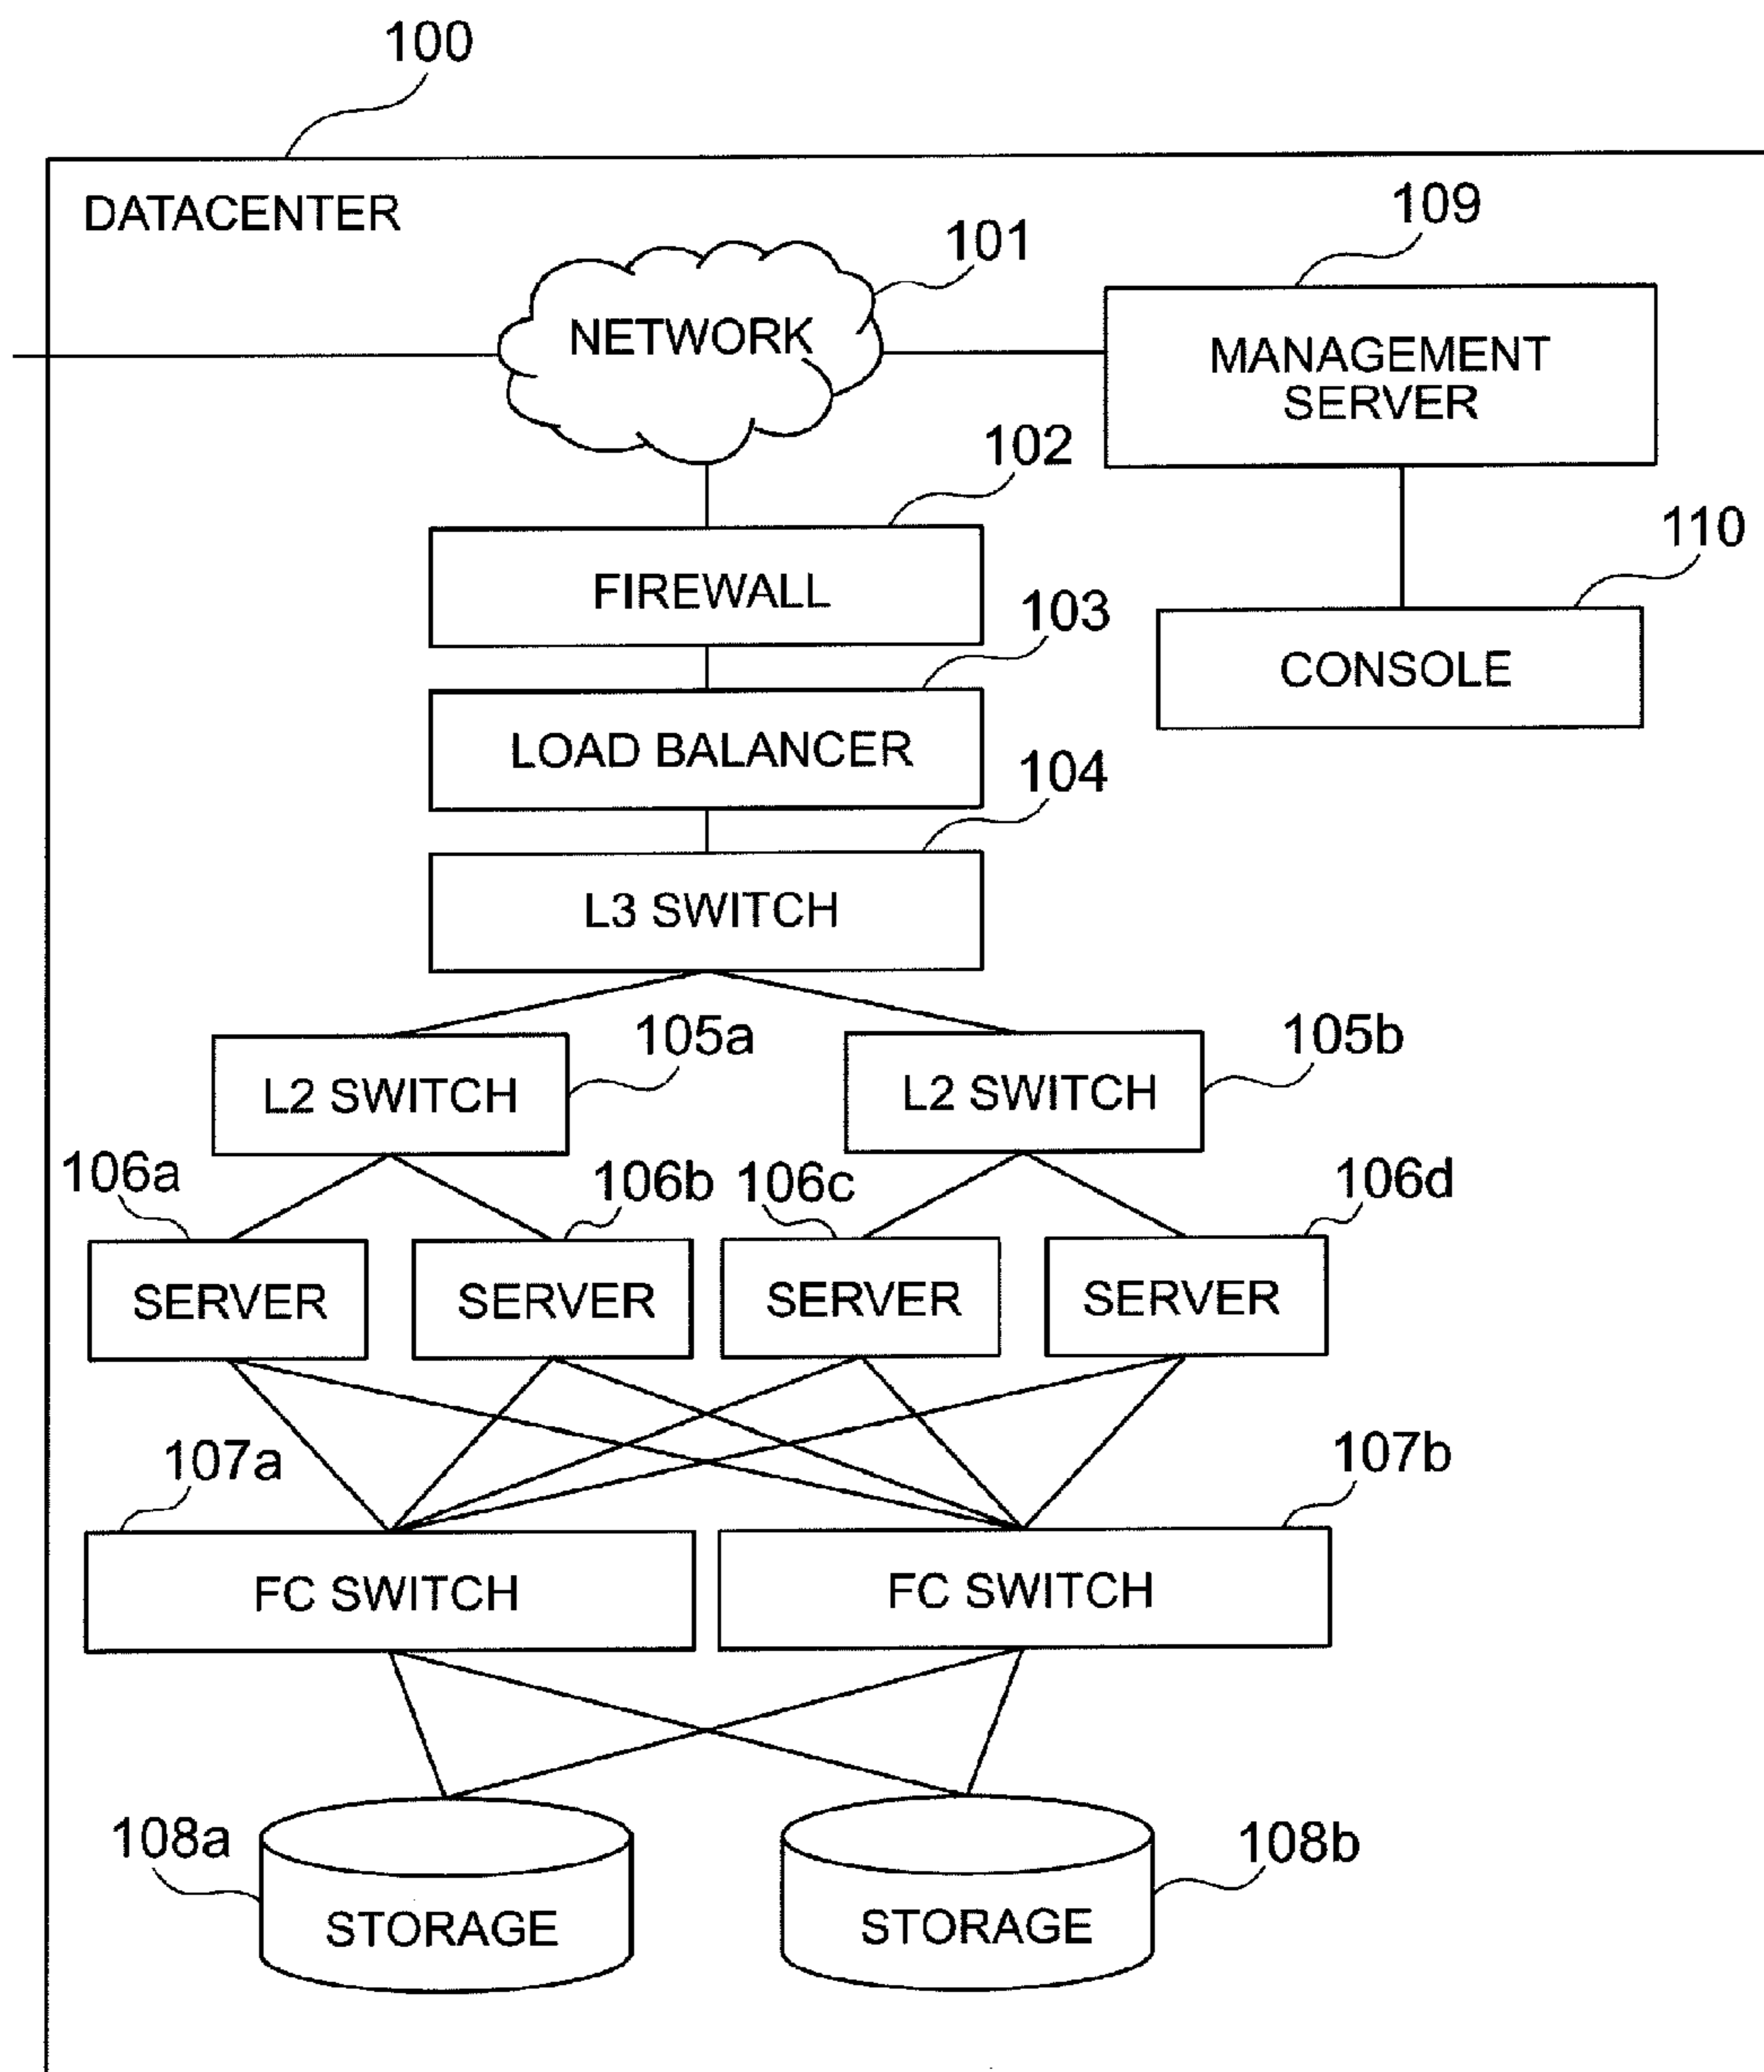 100
DATACENTER
109
101
NETWORK
MANAGEMENT
SERVER
102
110
FIREWALL
103
CONSOLE
LOAD BALANCER
104
L3 SWITCH
105a
105b
L2 SWITCH
L2 SWITCH
106a
106b
106c
106d
SERVER
SERVER
SERVER
SERVER
107a
107b
FC SWITCH
FC SWITCH
108a
108b
STORAGE
STORAGE